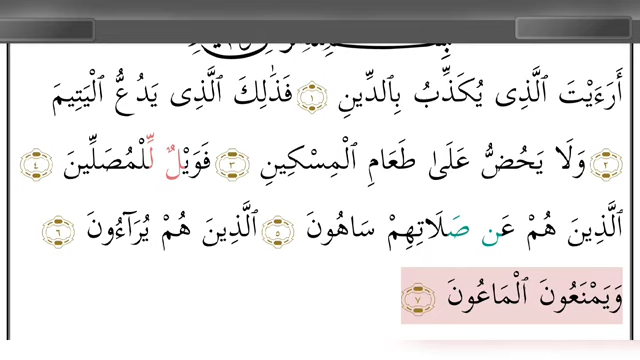 أَرَءَيْتَ ٱلَّذِى يُكَذِّبُ بِٱلدِّينِ ١ فَذَٰلِكَ ٱلَّذِى يَدُعُّ ٱلْيَتِيمَ
٢ وَلَا يَحُضُّ عَلَىٰ طَعَامِ ٱلْمِسْكِينِ ٣ فَوَيْلٌ لِّلْمُصَلِّينَ ٤
ٱلَّذِينَ هُمْ عَن صَلَاتِهِمْ سَاهُونَ ٥ ٱلَّذِينَ هُمْ يُرَآءُونَ ٦
وَيَمْنَعُونَ ٱلْمَاعُونَ ٧